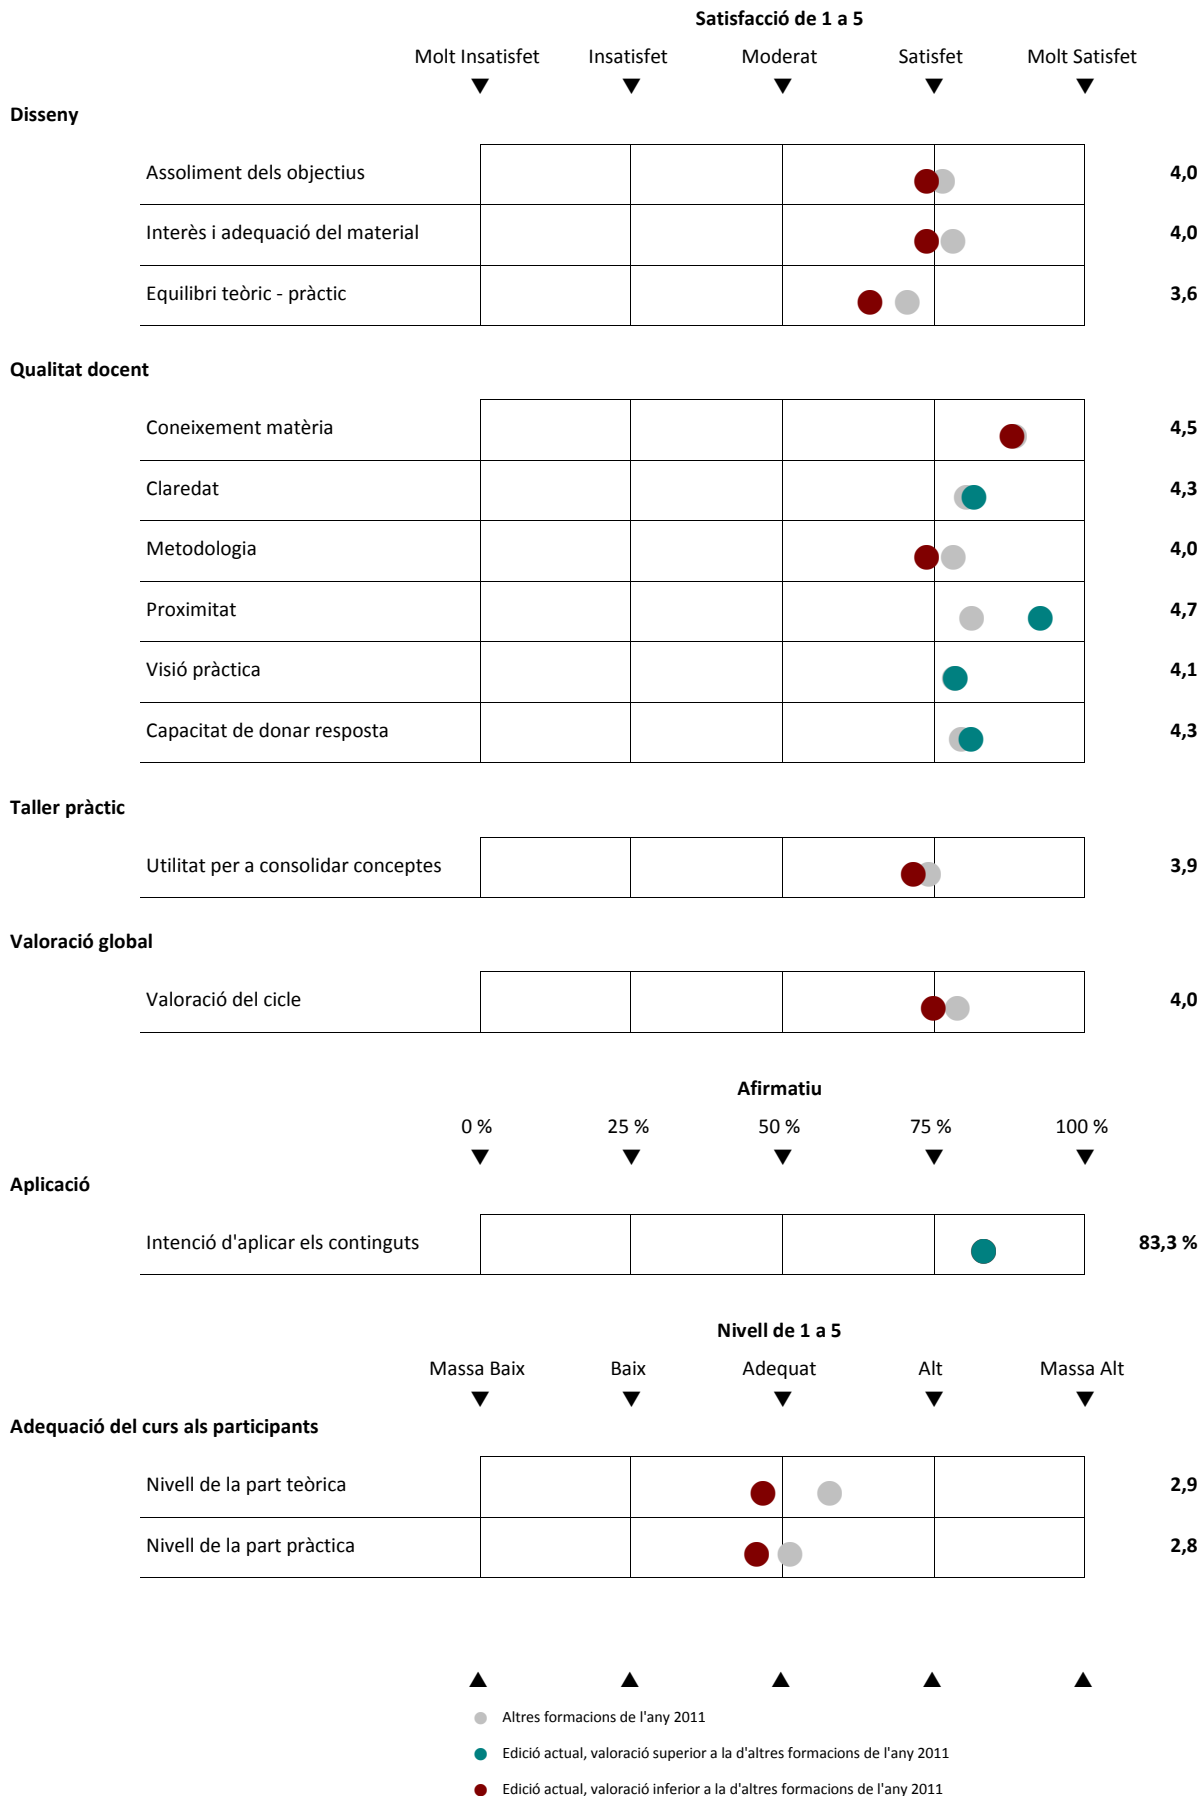 Satisfacció de 1 a 5
Molt Insatisfet Insatisfet Moderat Satisfet Molt Satisfet
Disseny
Assoliment dels objectius 4,0
Interès i adequació del material 4,0
Equilibri teòric - pràctic 3,6
Qualitat docent
Coneixement matèria 4,5
Claredat 4,3
Metodologia 4,0
Proximitat 4,7
Visió pràctica 4,1
Capacitat de donar resposta 4,3
Taller pràctic
Utilitat per a consolidar conceptes 3,9
Valoració global
Valoració del cicle 4,0
Afirmatiu
0 % 25 % 50 % 75 % 100 %
Aplicació
Intenció d'aplicar els continguts 83,3 %
Nivell de 1 a 5
Massa Baix Baix Adequat Alt Massa Alt
Adequació del curs als participants
Nivell de la part teòrica 2,9
Nivell de la part pràctica 2,8
Altres formacions de l'any 2011
Edició actual, valoració superior a la d'altres formacions de l'any 2011
Edició actual, valoració inferior a la d'altres formacions de l'any 2011